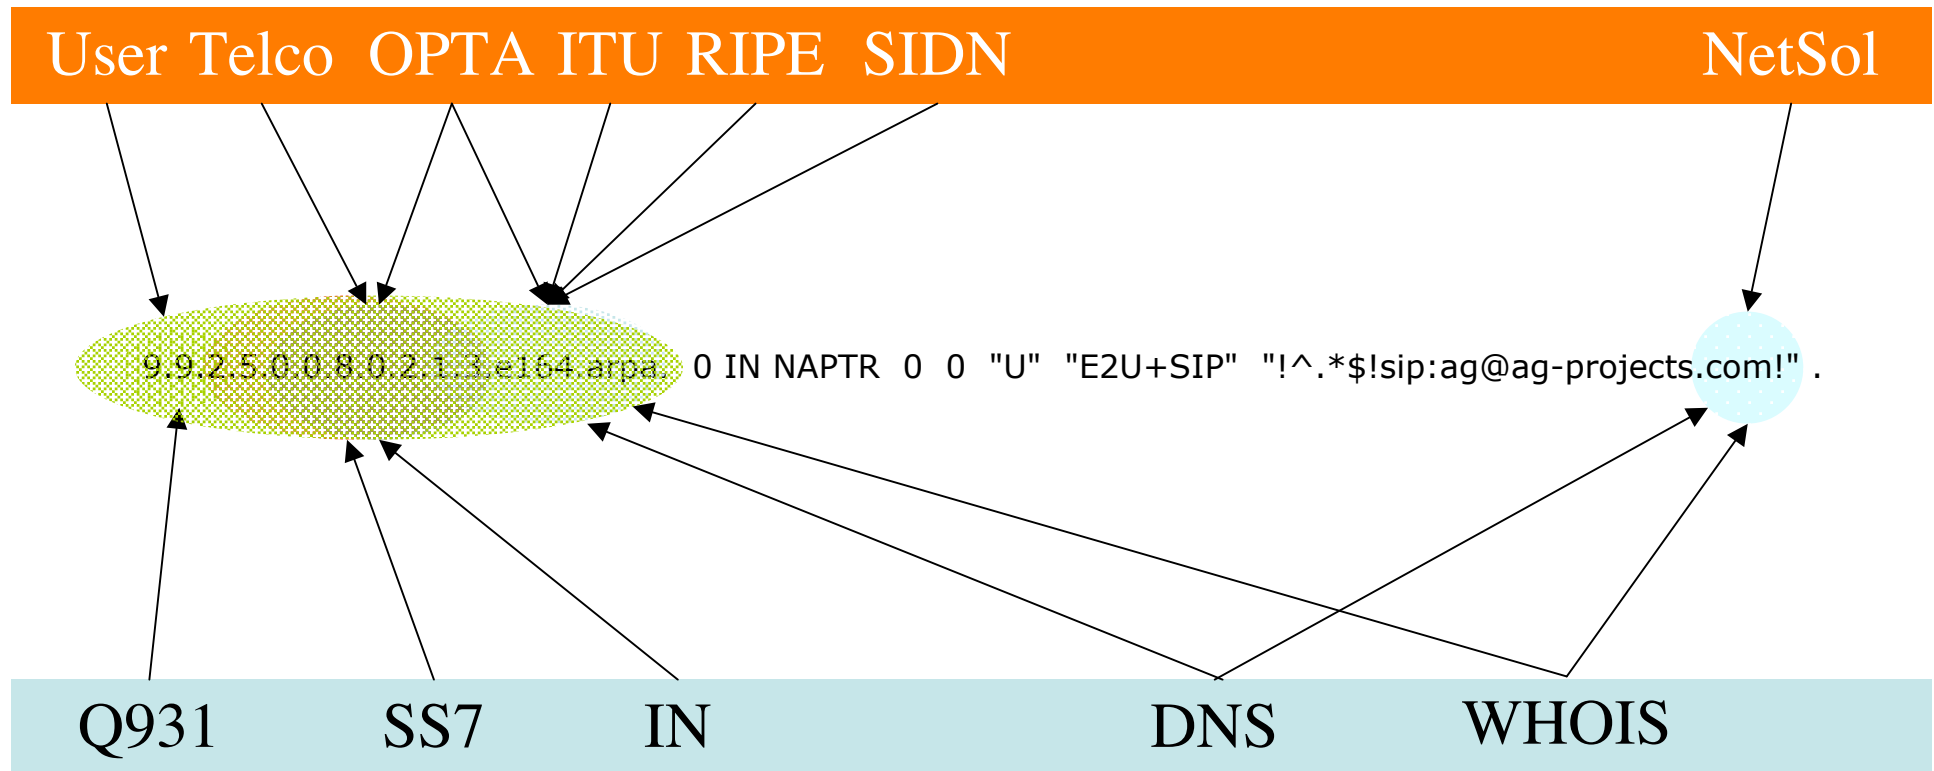 User Telco OPTA ITU RIPE SIDN NetSol
9.9.2.5.0.0.8.0.2.1.3.e164.arpa. 0 IN NAPTR 0 0 "U" "E2U+SIP" "!^.*$!sip:ag@ag-projects.com!" .
Q931 SS7 IN DNS WHOIS